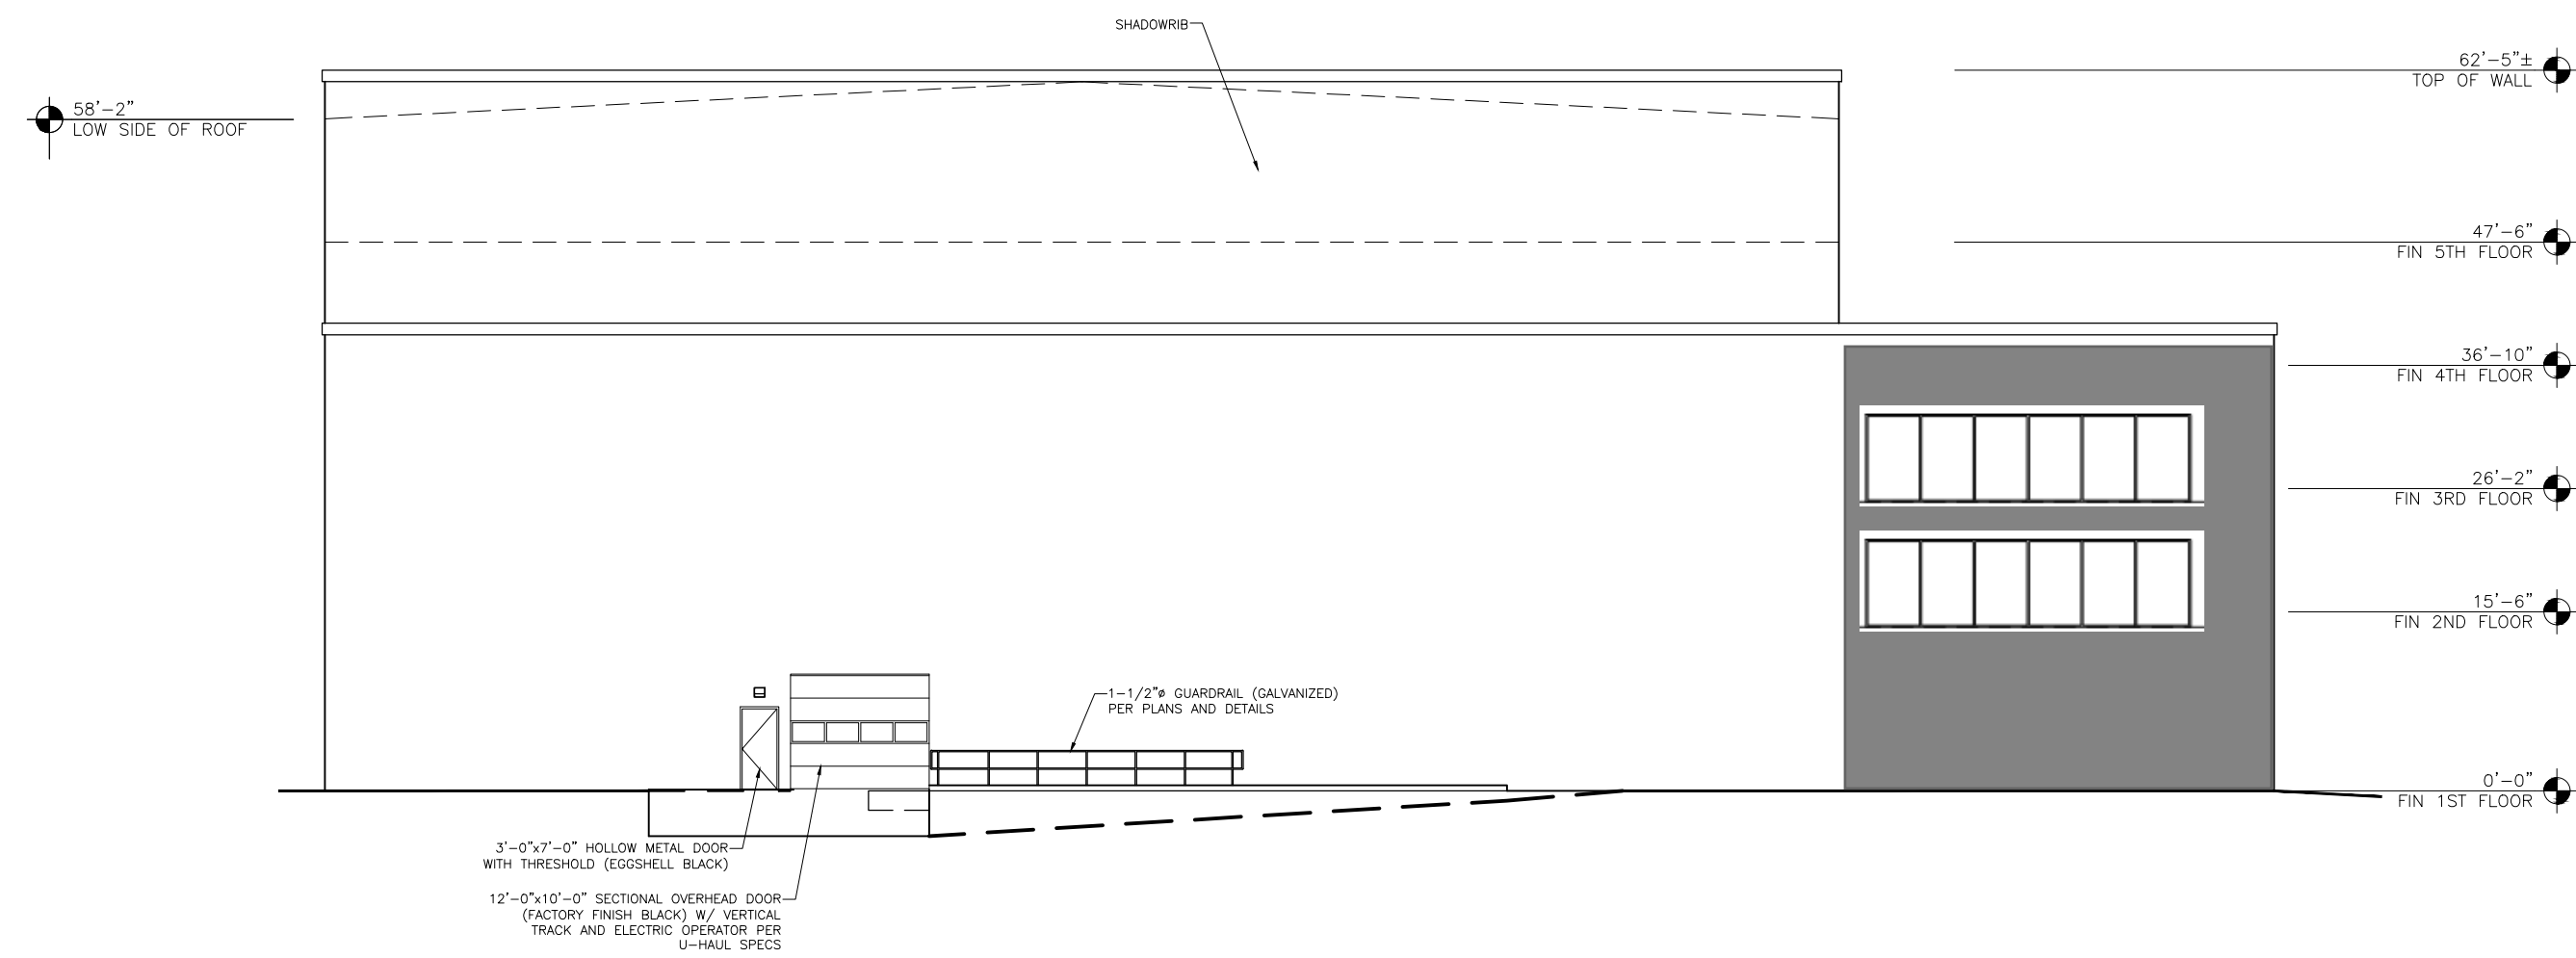 SHADOWRIB
62'-5"±
TOP OF WALL
58'-2"
LOW SIDE OF ROOF
47'-6"
FIN 5TH FLOOR
36'-10"
FIN 4TH FLOOR
26'-2"
FIN 3RD FLOOR
15'-6"
FIN 2ND FLOOR
1-1/2"ø GUARDRAIL (GALVANIZED)
PER PLANS AND DETAILS
0'-0"
FIN 1ST FLOOR
3'-0"x7'-0" HOLLOW METAL DOOR
WITH THRESHOLD (EGGSHELL BLACK)
12'-0"x10'-0" SECTIONAL OVERHEAD DOOR
(FACTORY FINISH BLACK) W/ VERTICAL
TRACK AND ELECTRIC OPERATOR PER
U-HAUL SPECS